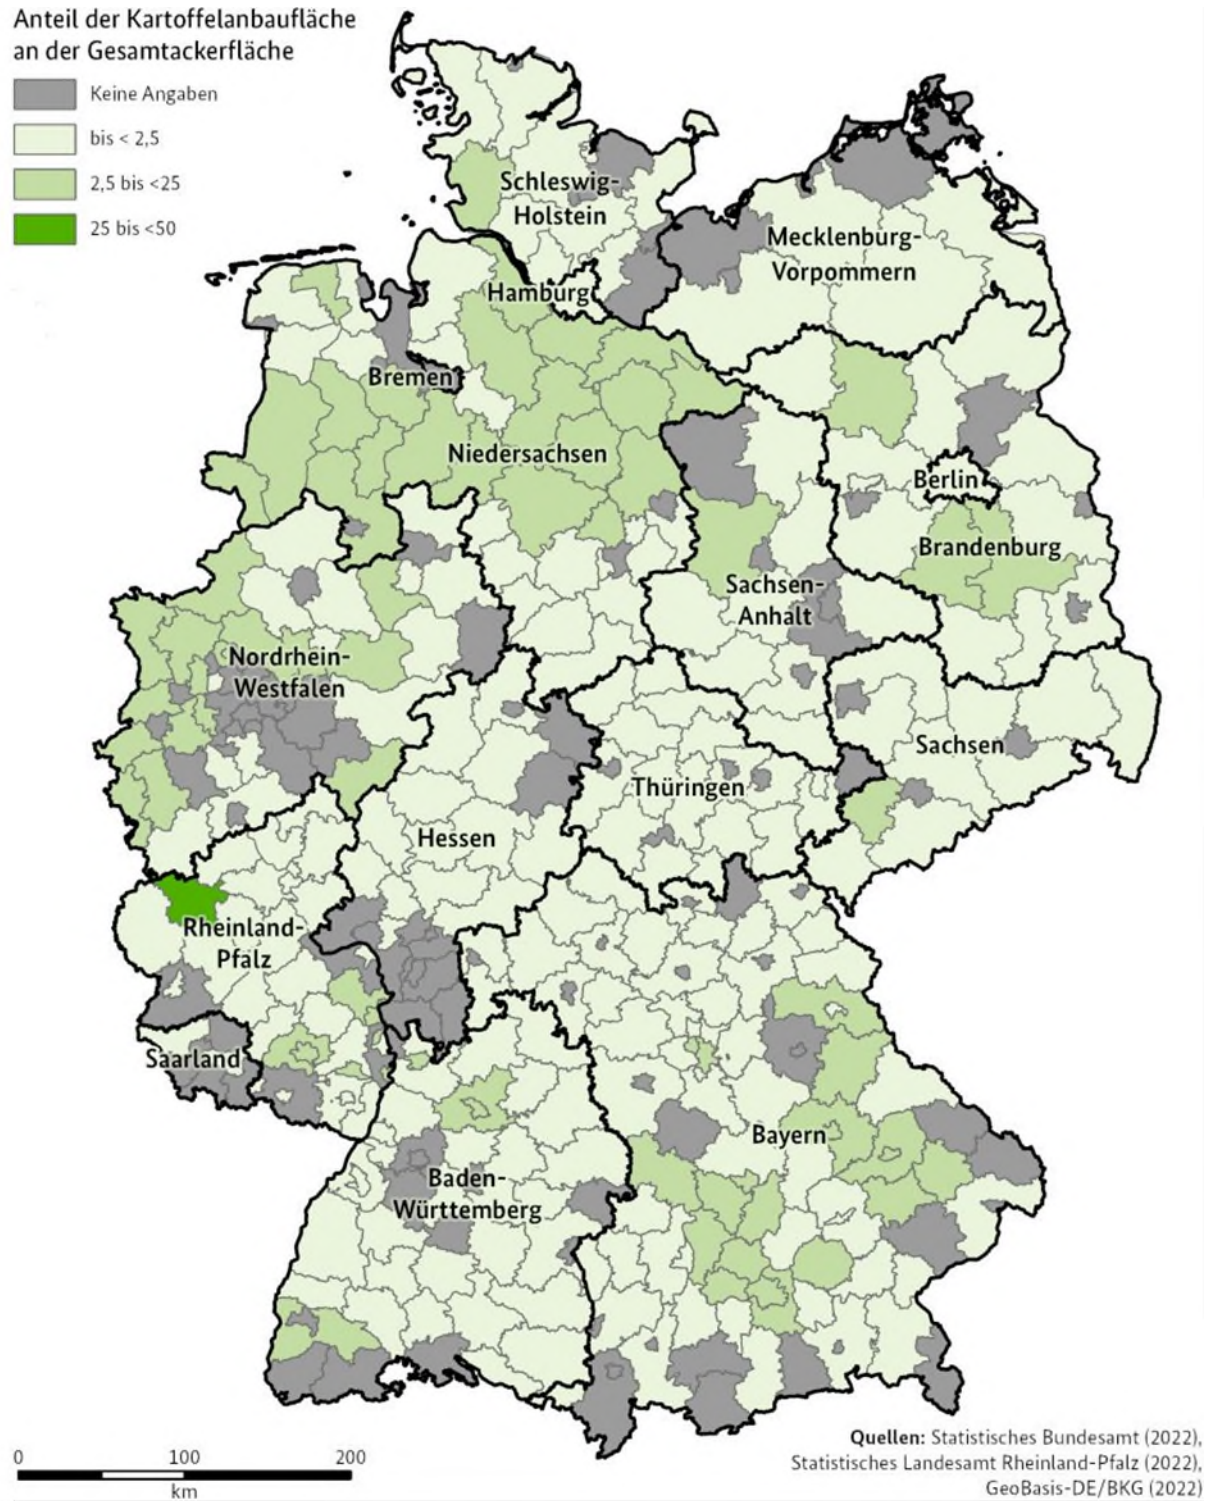 Anteil der Kartoffelanbaufläche
an der Gesamtackerfläche
Keine Angaben
bis < 2,5
2,5 bis <25
25 bis <50
Schleswig-
Holstein
Mecklenburg-
Vorpommern
Hamburg
Bremen
Niedersachsen
Berlin
Brandenburg
Sachsen-
Anhalt
Nordrhein-
Westfalen
Sachsen
Thüringen
Hessen
Rheinland-
Pfalz
Saarland
Bayern
Baden-
Württemberg
0 100 200
km
Quellen: Statistisches Bundesamt (2022),
Statistisches Landesamt Rheinland-Pfalz (2022),
GeoBasis-DE/BKG (2022)